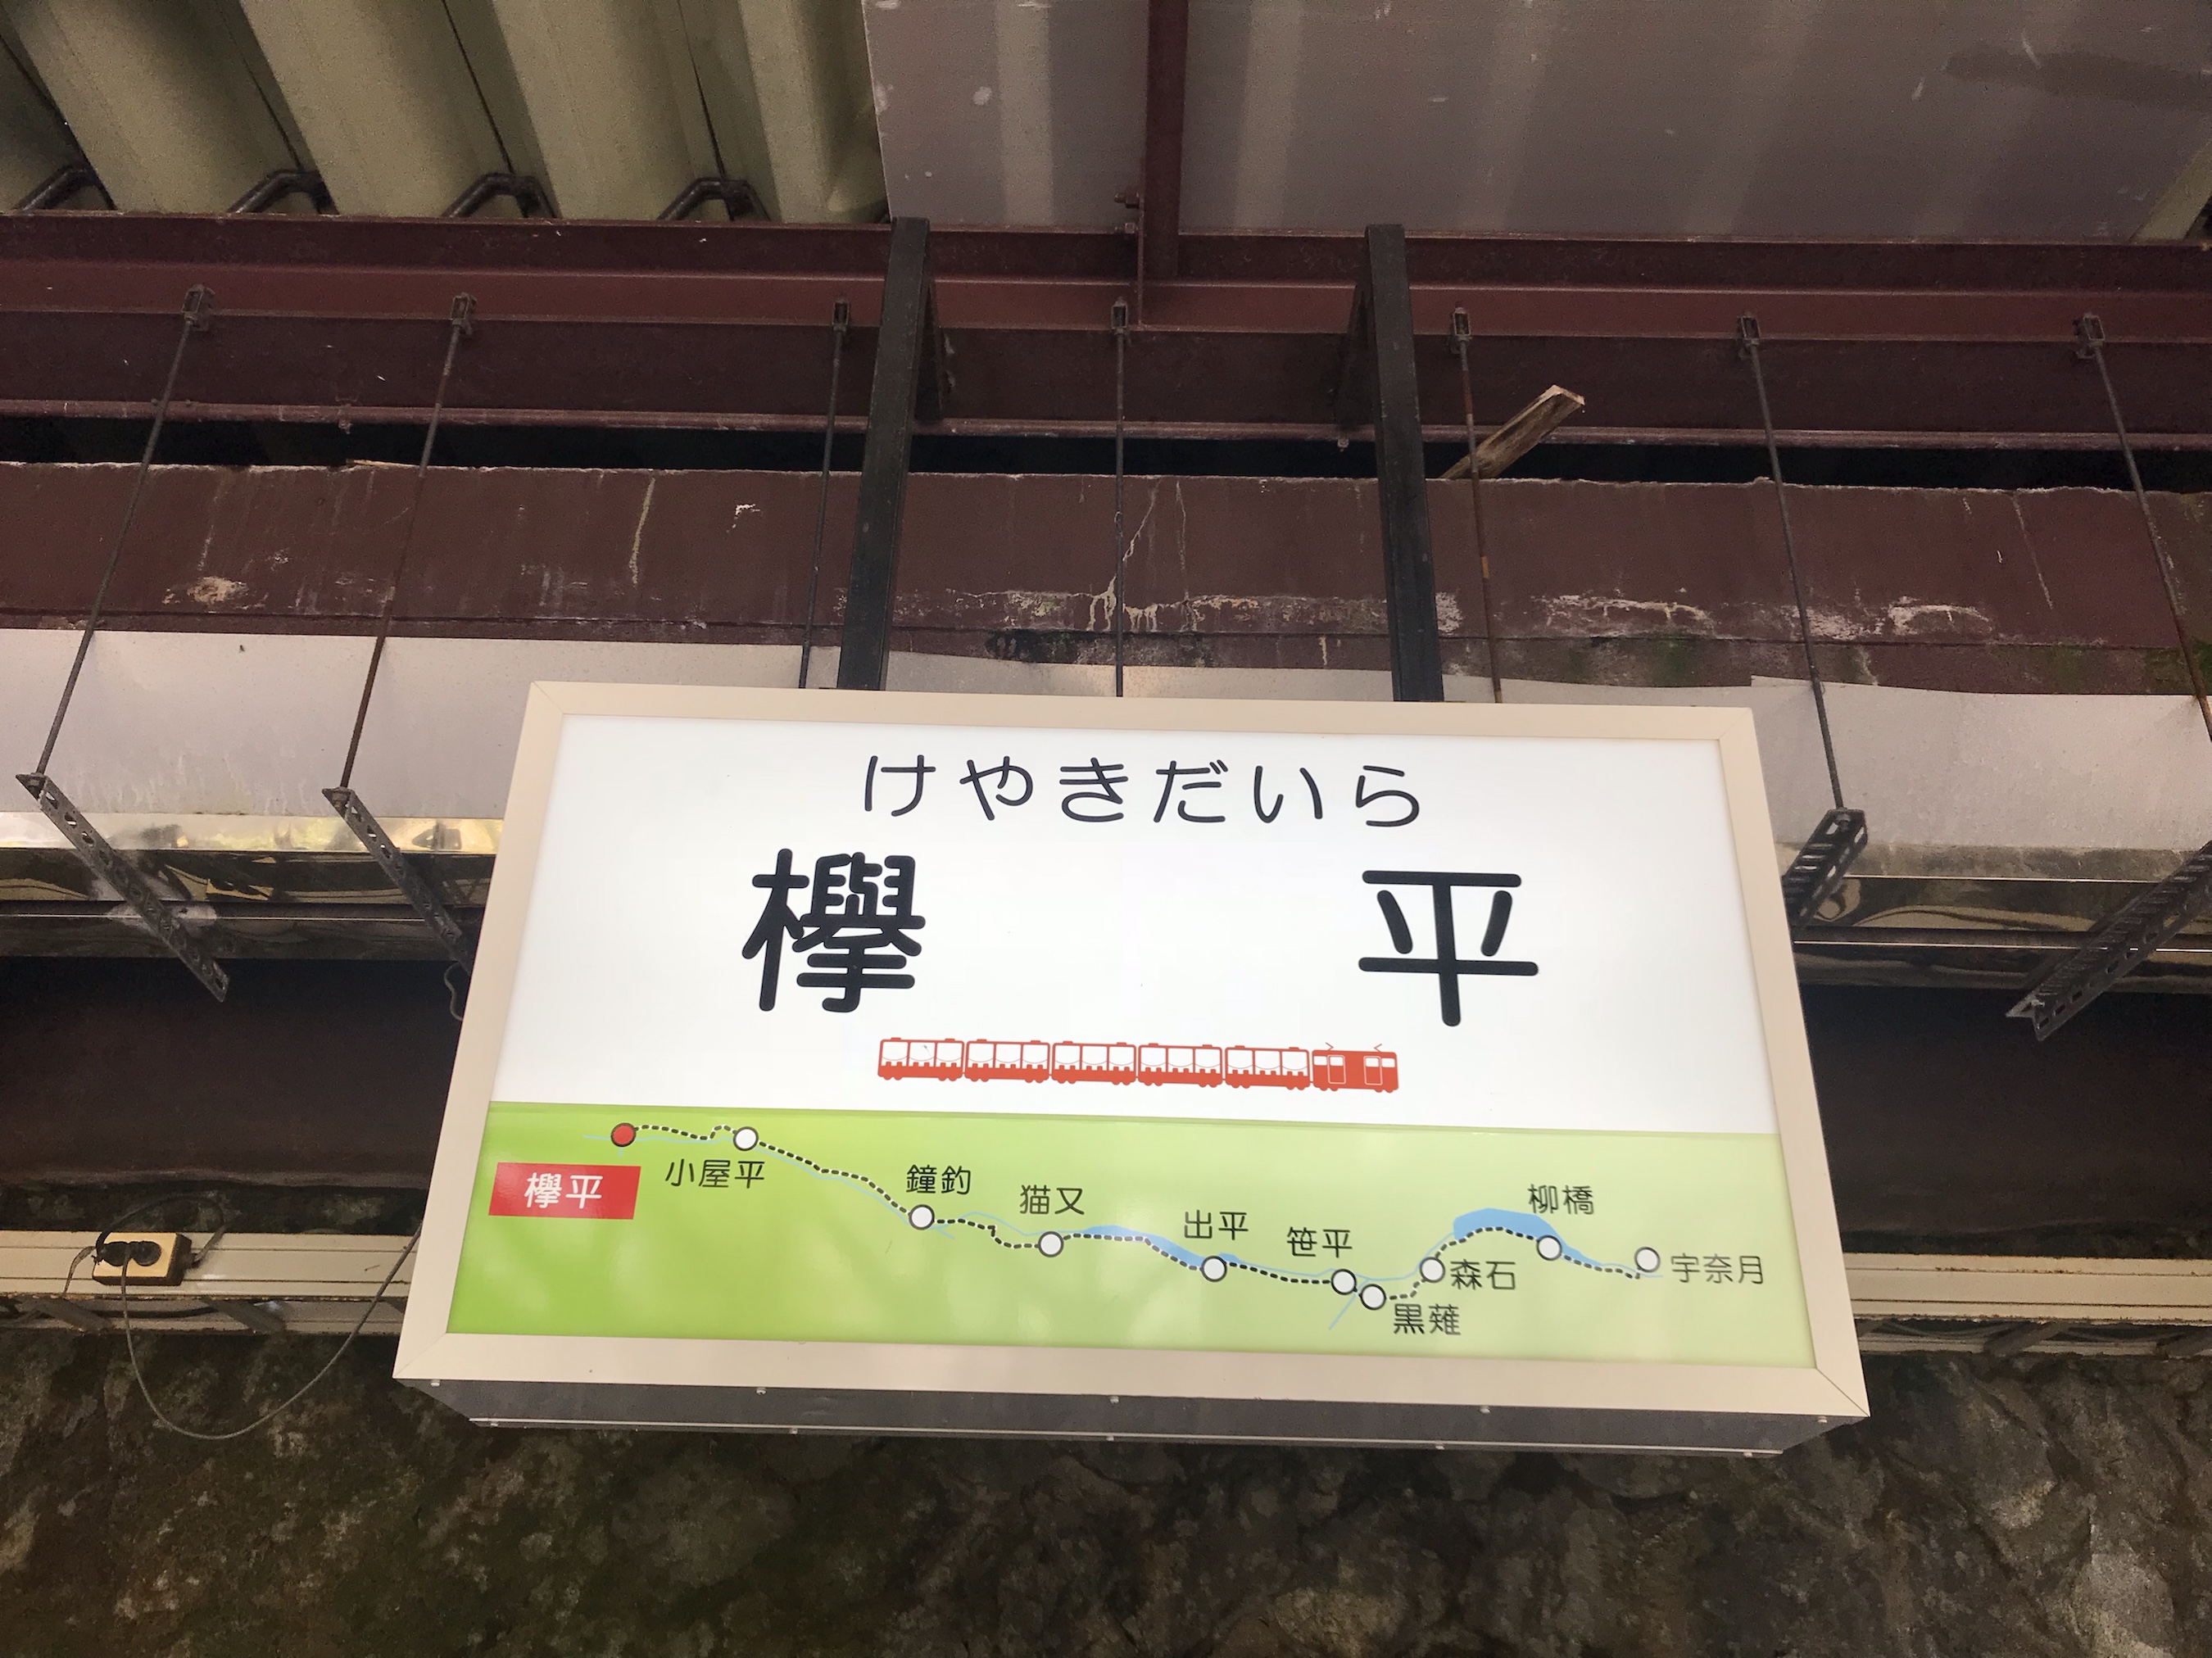 けやきだいら
欅 平
欅平
小屋平
鐘釣
猫又
出平
笹平
黒薙
森石
柳橋
宇奈月